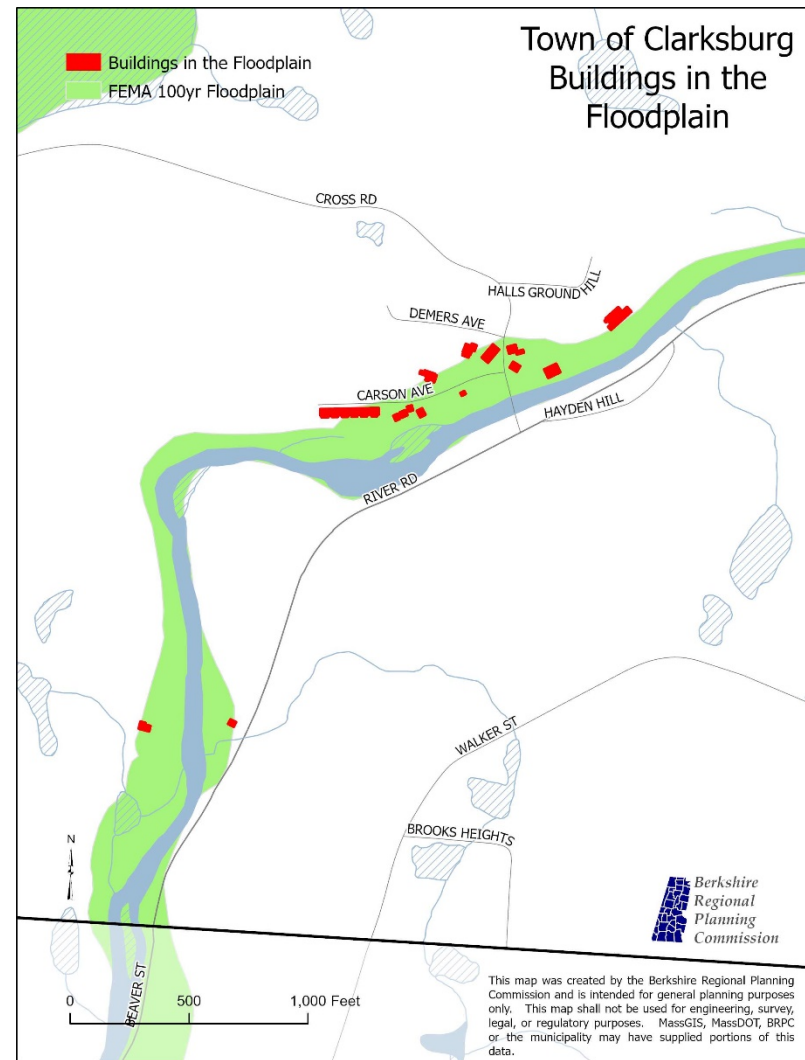 Town of Clarksburg
Buildings in the
Floodplain
Buildings in the Floodplain
FEMA 100yr Floodplain
CROSS RD
HALLS GROUND HILL
DEMERS AVE
CARSON AVE
HAYDEN HILL
RIVER RD
WALKER ST
BROOKS HEIGHTS
N
BEAVER ST
0 500 1,000 Feet
Berkshire
Regional
Planning
Commission
This map was created by the Berkshire Regional Planning
Commission and is intended for general planning purposes
only. This map shall not be used for engineering, survey,
legal, or regulatory purposes. MassGIS, MassDOT, BRPC
or the municipality may have supplied portions of this
data.